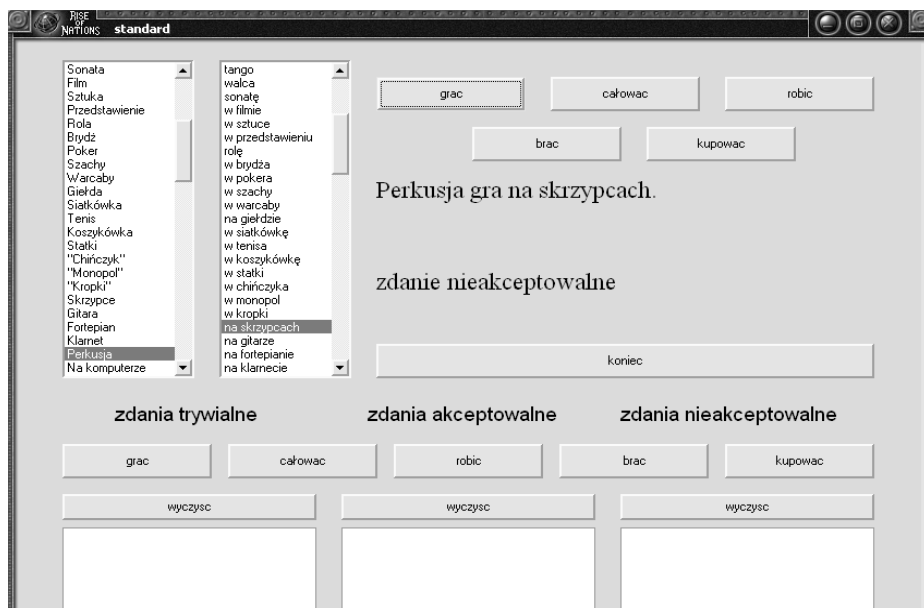 RISE
OF
NATIONS standard
Sonata
Film
Sztuka
Przedstawienie
Rola
Brydż
Poker
Szachy
Warcaby
Giełda
Siatkówka
Tenis
Koszykówka
Statki
"Chińczyk"
"Monopol"
"Kropki"
Skrzypce
Gitara
Fortepian
Klarnet
Perkusja
Na komputerze
tango
walca
sonatę
w filmie
w sztuce
w przedstawieniu
rolę
w brydża
w pokera
w szachy
w warcaby
na giełdzie
w siatkówkę
w tenisa
w koszykówkę
w statki
w chińczyka
w monopol
w kropki
na skrzypcach
na gitarze
na fortepianie
na klarnecie
grac całowac robic
brac kupowac
Perkusja gra na skrzypcach.
zdanie nieakceptowalne
koniec
zdania trywialne zdania akceptowalne zdania nieakceptowalne
grac całowac robic brac kupowac
wyczysc wyczysc wyczysc